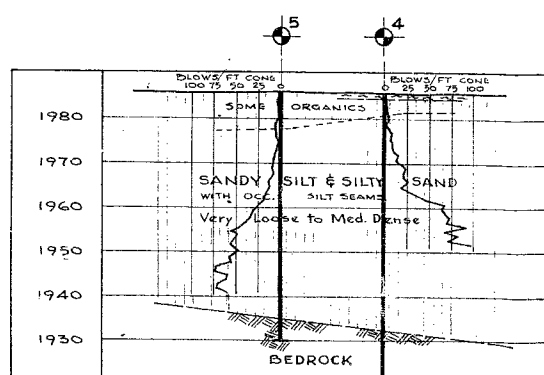 5 4
BLOWS/FT CONE BLOWS/FT CONE
100 75 50 25 0 0 25 50 75 100
SOME ORGANICS
1980
1970
SANDY SILT & SILTY SAND
WITH OCC. SILT SEAMS
1960
Very Loose to Med. Dense
1950
1940
1930
BEDROCK